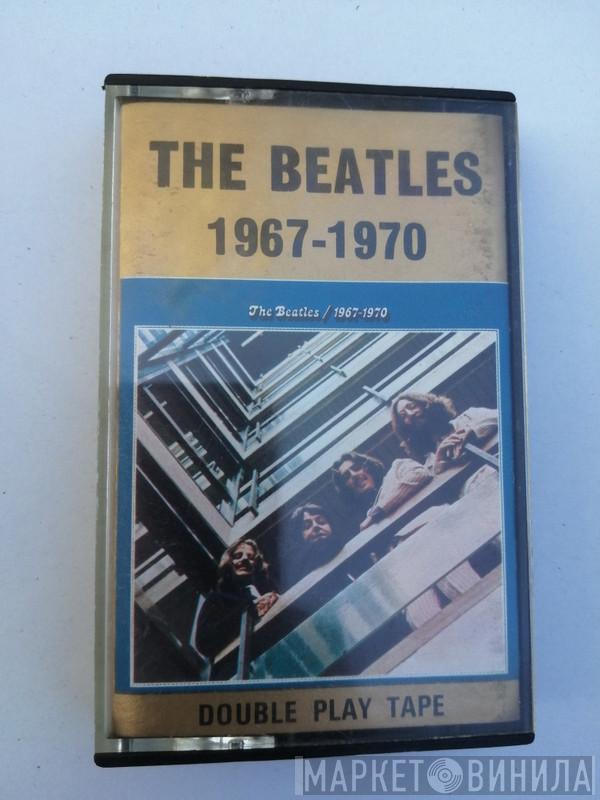 THE BEATLES
1967-1970
The Beatles / 1967-1970
DOUBLE PLAY TAPE
МАРКЕТ ВИНИЛА